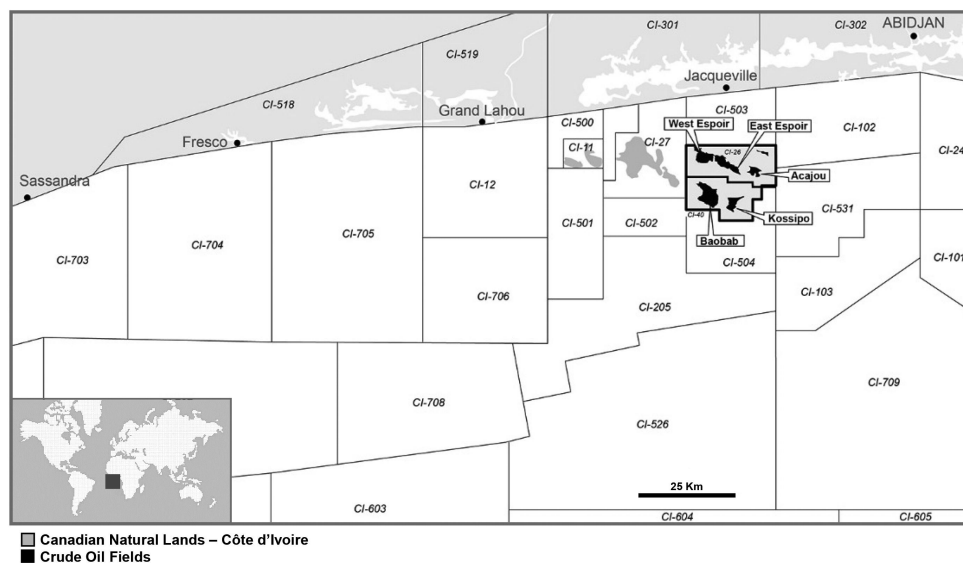 CI-301
CI-302
ABIDJAN
CI-519
Jacqueville
CI-518
Grand Lahou
CI-500
CI-503
Fresco
West Espoir
East Espoir
CI-102
CI-27
CI-11
CI-26
CI-24
Sassandra
Acajou
CI-12
CI-40
Kossipo
CI-531
CI-501
CI-502
CI-705
CI-704
Baobab
CI-703
CI-504
CI-101
CI-103
CI-706
CI-205
CI-709
CI-708
CI-526
25 Km
CI-603
CI-604
CI-605
Canadian Natural Lands – Côte d'Ivoire
Crude Oil Fields